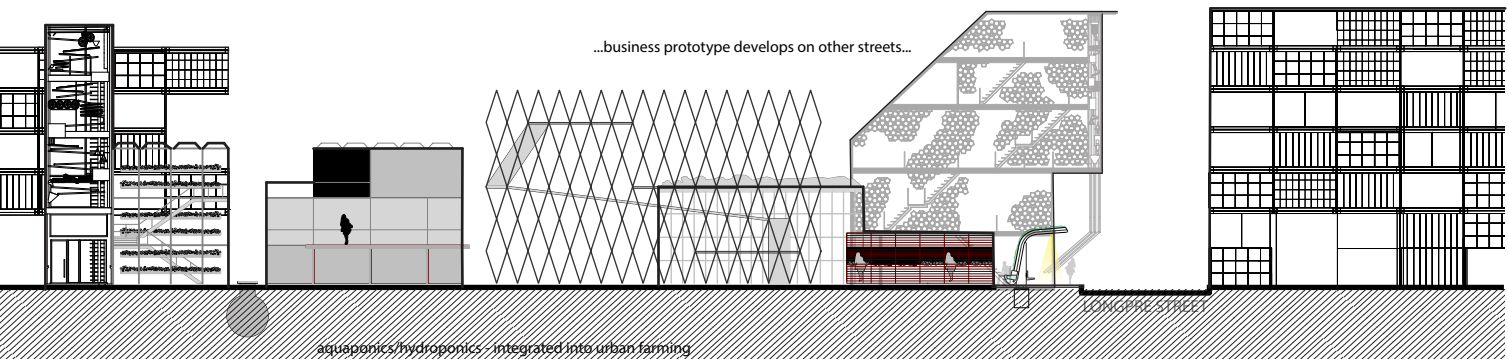 ...business prototype develops on other streets...
LONGPRE STREET
aquaponics/hydroponics - integrated into urban farming